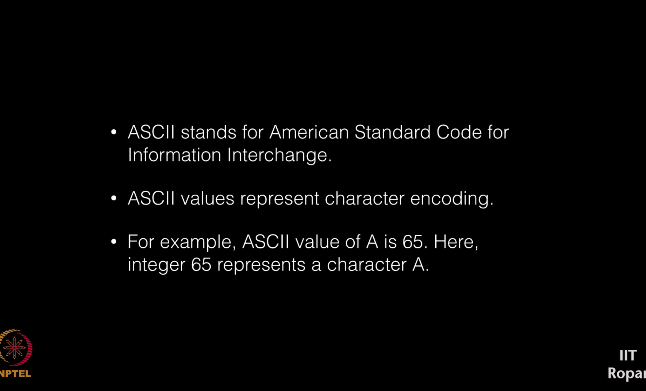 • ASCII stands for American Standard Code for
Information Interchange.
• ASCII values represent character encoding.
• For example, ASCII value of A is 65. Here,
integer 65 represents a character A.
NPTEL
IIT
Ropar